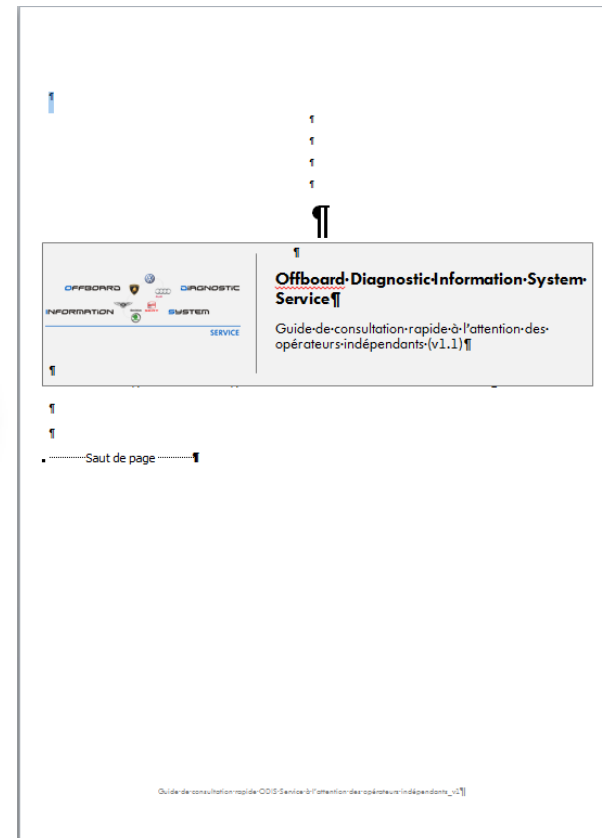 OFFBOARD DIAGNOSTIC
INFORMATION SYSTEM
SERVICE
Offboard Diagnostic Information System
Service
Guide de consultation rapide à l'attention des
opérateurs indépendants (v1.1)
Saut de page
Guide de consultation rapide ODIS Service à l'attention des opérateurs indépendants_v1